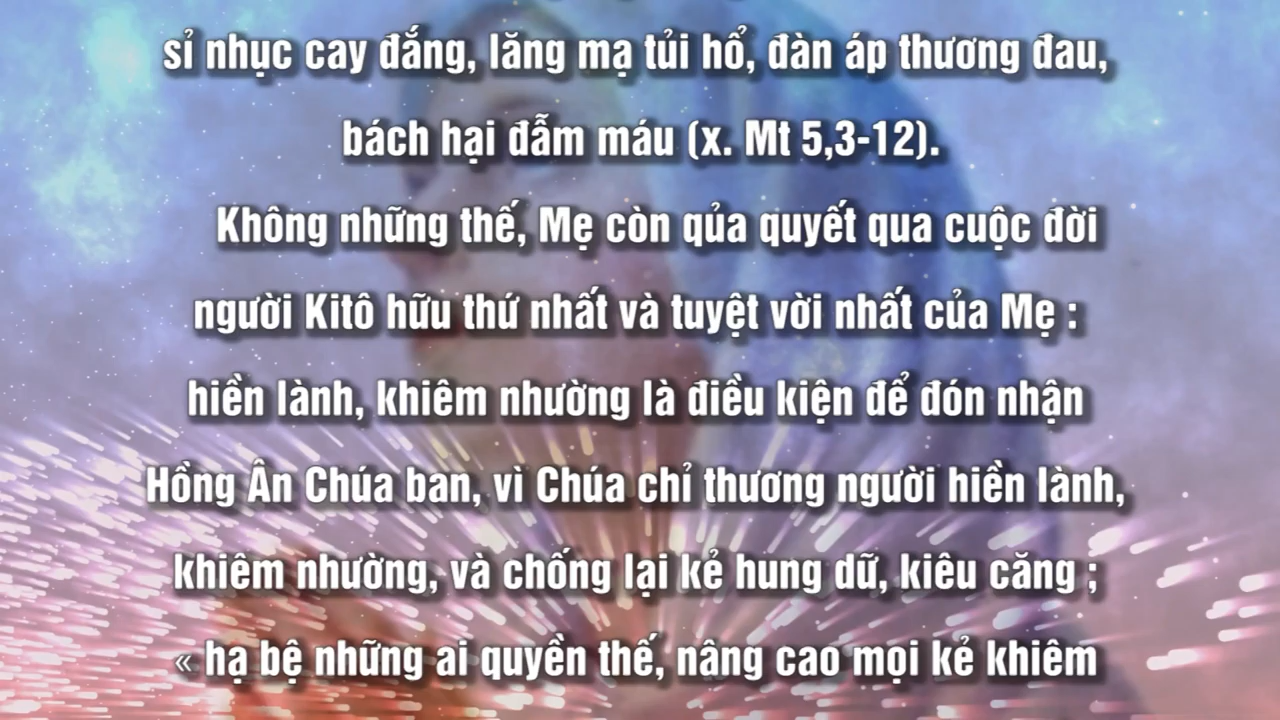 sỉ nhục cay đắng, lăng mạ tủi hổ, đàn áp thương đau,
bách hại đẫm máu (x. Mt 5,3-12).
Không những thế, Mẹ còn qủa quyết qua cuộc đời
người Kitô hữu thứ nhất và tuyệt vời nhất của Mẹ :
hiền lành, khiêm nhường là điều kiện để đón nhận
Hồng Ân Chúa ban, vì Chúa chỉ thương người hiền lành,
khiêm nhường, và chống lại kẻ hung dữ, kiêu căng ;
« hạ bệ những ai quyền thế, nâng cao mọi kẻ khiêm